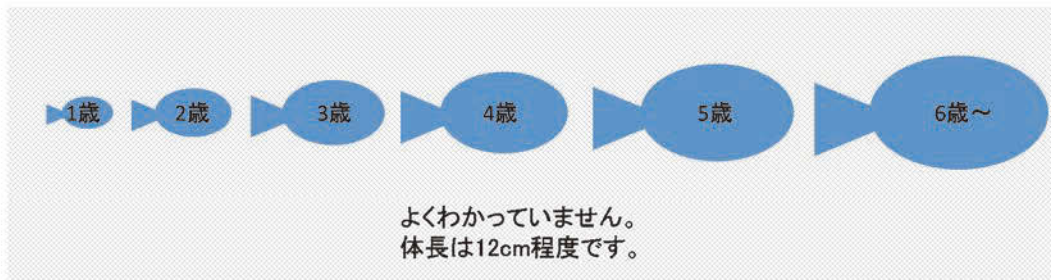 1歳
2歳
3歳
4歳
5歳
6歳～
よくわかっていません。
体長は12cm程度です。